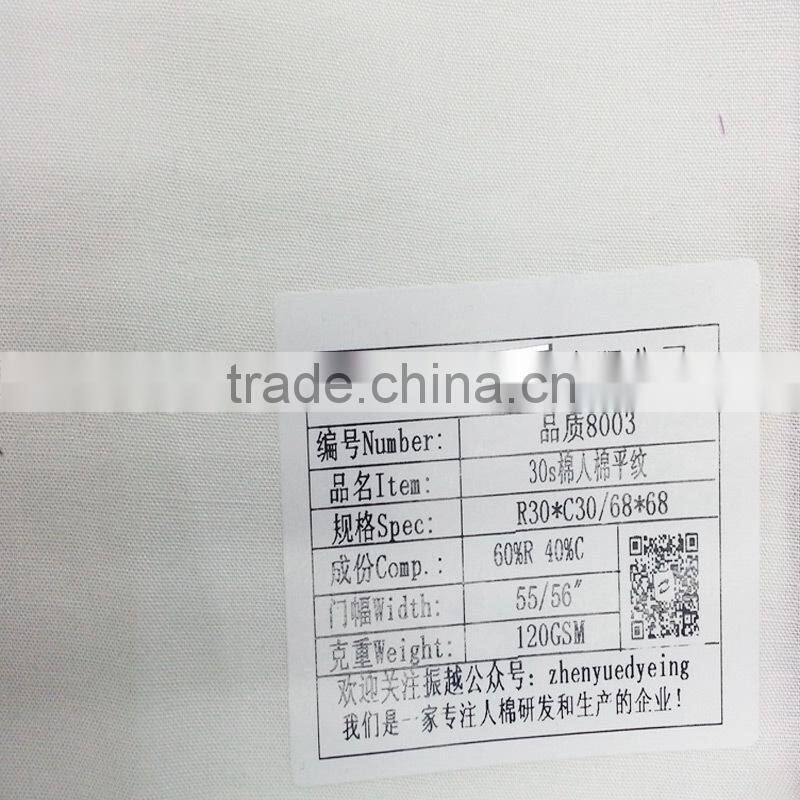 trade.china.cn
编号Number: 品质8003
品名Item: 30s棉人棉平纹
规格Spec: R30*C30/68*68
成份Comp.: 60%R 40%C
门幅Width: 55/56"
克重Weight: 120GSM
欢迎关注振越公众号: zhenyuedyeing
我们是一家专注人棉研发和生产的企业!